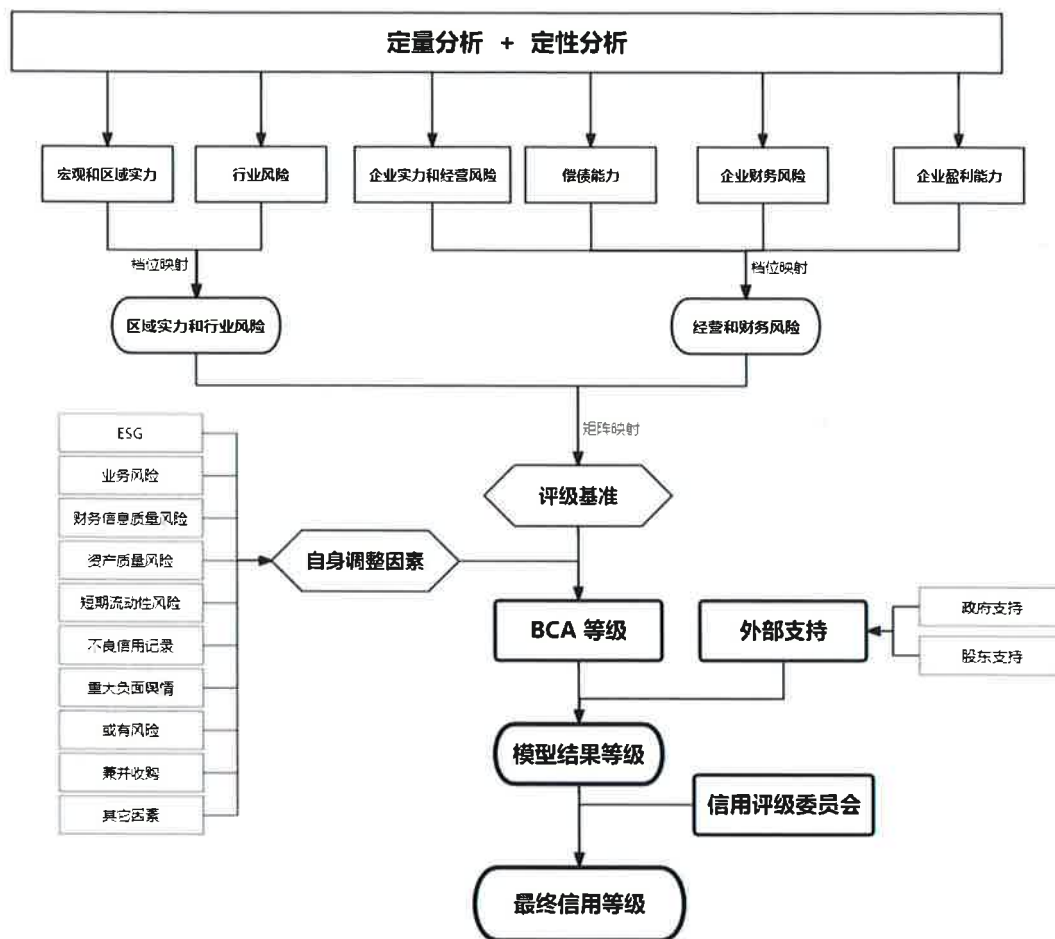 定量分析 + 定性分析
宏观和区域实力
行业风险
企业实力和经营风险
偿债能力
企业财务风险
企业盈利能力
档位映射
档位映射
区域实力和行业风险
经营和财务风险
矩阵映射
ESG
业务风险
财务信息质量风险
资产质量风险
短期流动性风险
不良信用记录
重大负面舆情
或有风险
兼并收购
其它因素
自身调整因素
评级基准
BCA 等级
外部支持
政府支持
股东支持
模型结果等级
信用评级委员会
最终信用等级